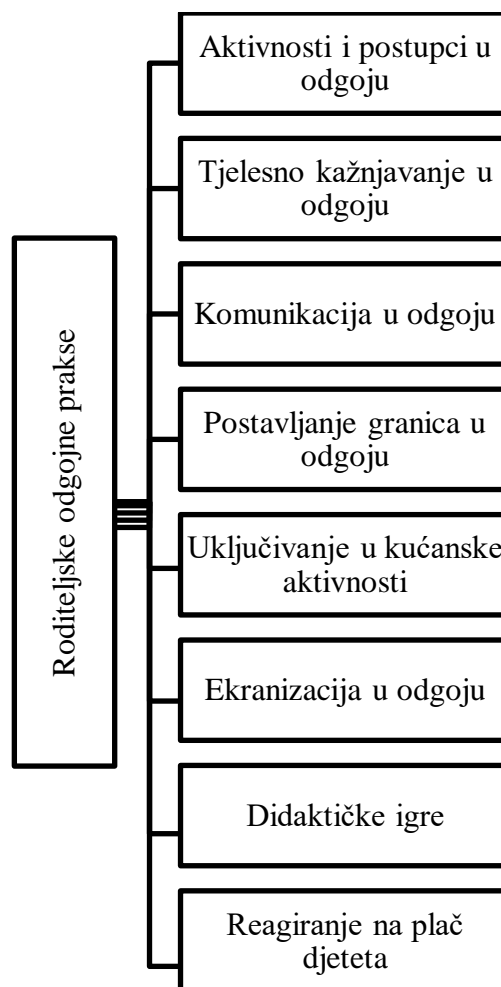 Roditeljske odgojne prakse
Aktivnosti i postupci u
odgoju
Tjelesno kažnjavanje u
odgoju
Komunikacija u odgoju
Postavljanje granica u
odgoju
Uključivanje u kućanske
aktivnosti
Ekranizacija u odgoju
Didaktičke igre
Reagiranje na plač
djeteta